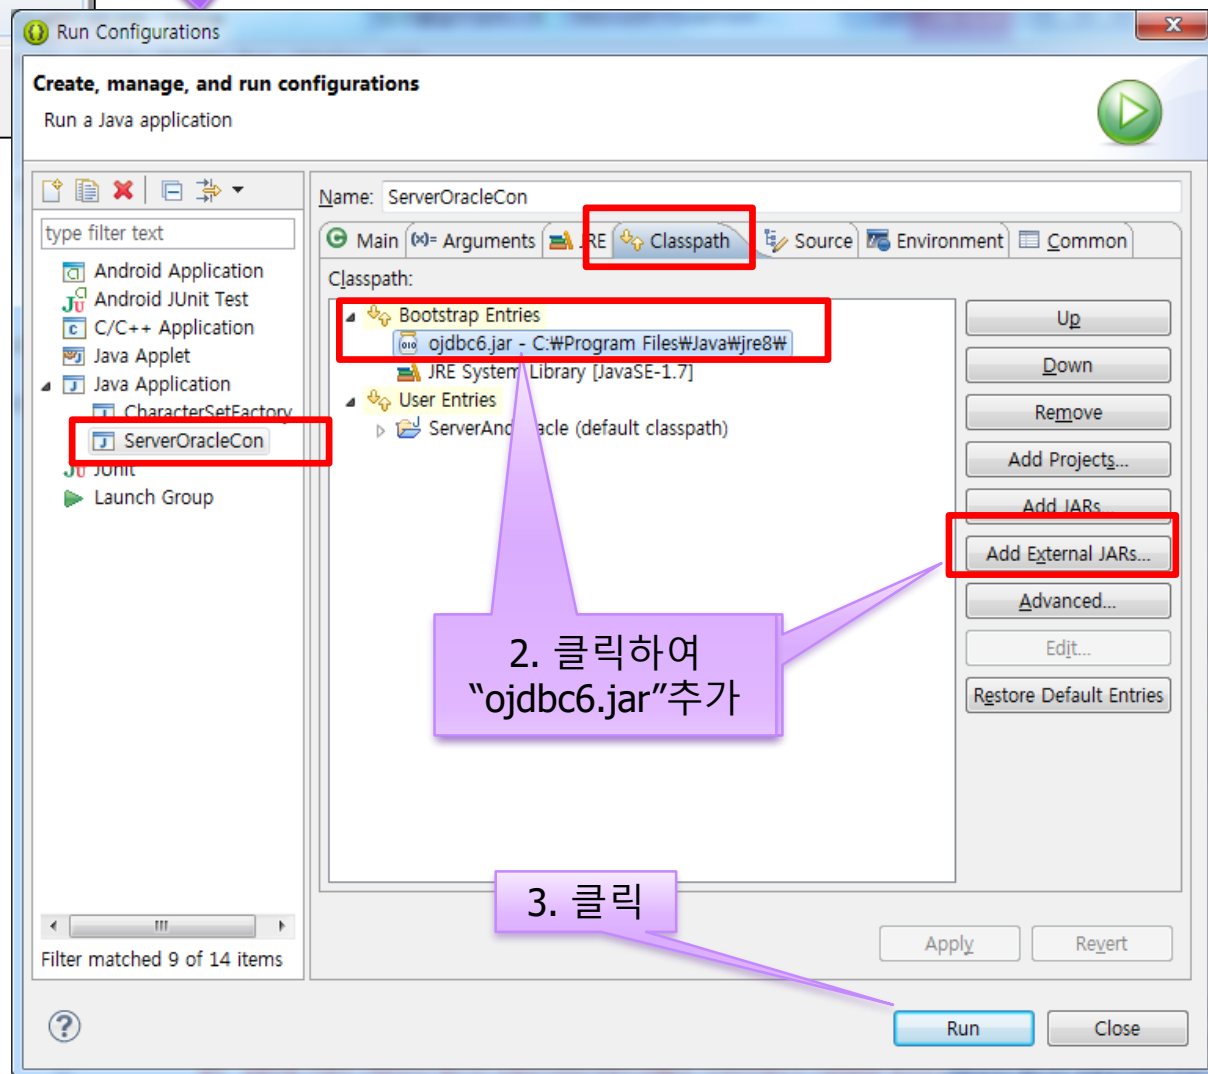 Run Configurations
x
Create, manage, and run configurations
Run a Java application
type filter text
Android Application
Android JUnit Test
C/C++ Application
Java Applet
Java Application
CharacterSetFactory
ServerOracleCon
JUnit
Launch Group
Filter matched 9 of 14 items
Name: ServerOracleCon
Main (x)= Arguments JRE Classpath Source Environment Common
Classpath:
Bootstrap Entries
ojdbc6.jar - C:₩Program Files₩Java₩jre8₩
JRE System Library [JavaSE-1.7]
User Entries
(default classpath)
Up
Down
Remove
Add Projects...
Add JARs...
Add External JARs...
Advanced...
Edit...
Restore Default Entries
2. 클릭하여
“ojdbc6.jar”추가
3. 클릭
Apply Revert
?
Run Close